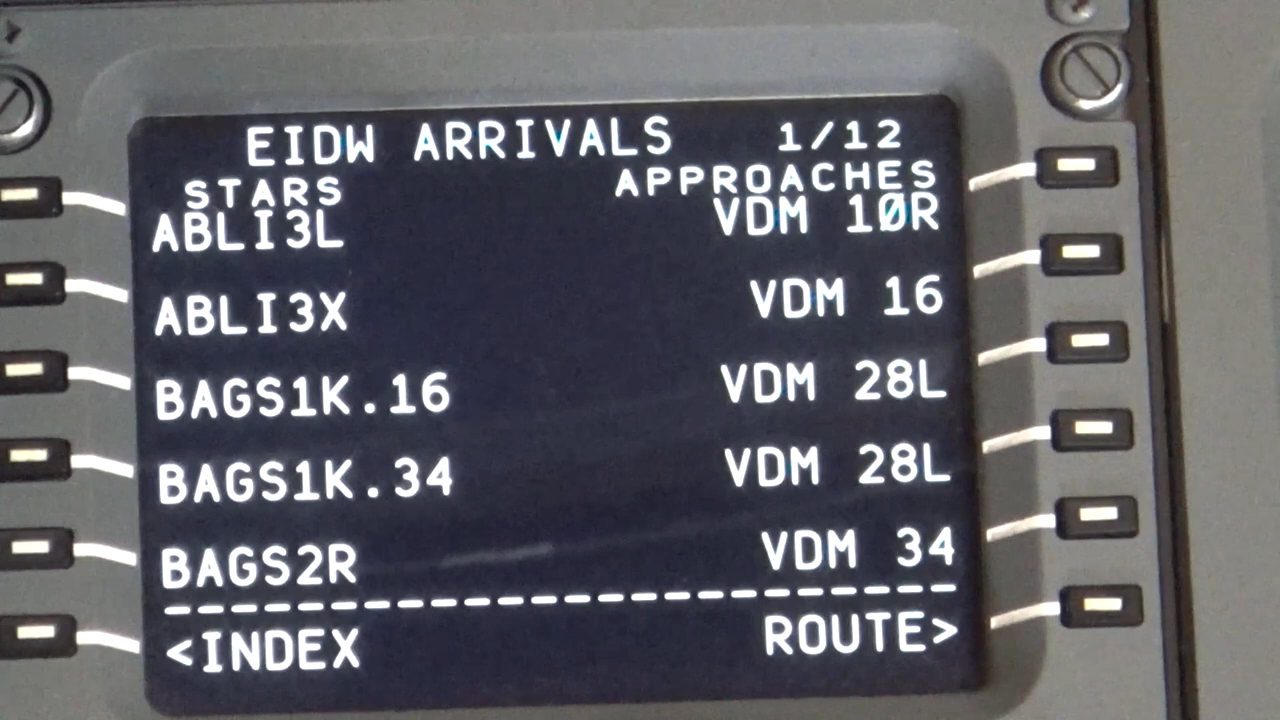 EIDW ARRIVALS 1/12
STARS APPROACHES
ABLI3L VDM 10R
ABLI3X VDM 16
BAGS1K.16 VDM 28L
BAGS1K.34 VDM 28L
BAGS2R VDM 34
<INDEX ROUTE>